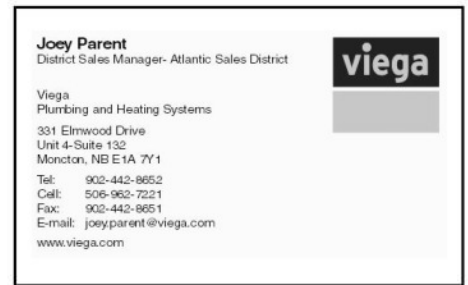 Joey Parent
District Sales Manager- Atlantic Sales District
viega
Viega
Plumbing and Heating Systems
331 Elmwood Drive
Unit 4-Suite 132
Moncton, NB E1A 7Y1
Tel: 902-442-8652
Cell: 506-962-7221
Fax: 902-442-8651
E-mail: joey.parent@viega.com
www.viega.com